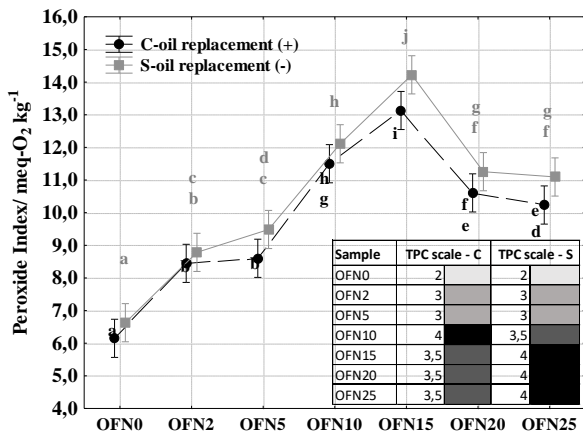 16,0
15,0
14,0
13,0
12,0
11,0
10,0
9,0
8,0
7,0
6,0
5,0
4,0
Peroxide Index/ meq-O₂ kg⁻¹
C-oil replacement (+)
S-oil replacement (-)
a
a
c
b
b
d
c
b
h
h
g
j
i
g
f
f
e
g
f
e
d
Sample TPC scale - C TPC scale - S
OFN0 2 2
OFN2 3 3
OFN5 3 3
OFN10 4 3,5
OFN15 3,5 4
OFN20 3,5 4
OFN25 3,5 4
OFN0 OFN2 OFN5 OFN10 OFN15 OFN20 OFN25